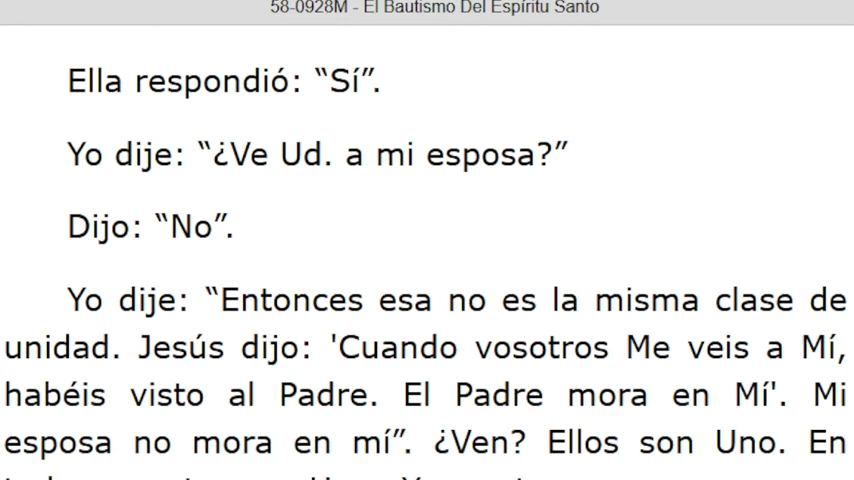 58-0928M - El Bautismo Del Espíritu Santo
Ella respondió: “Sí”.
Yo dije: “¿Ve Ud. a mi esposa?”
Dijo: “No”.
Yo dije: “Entonces esa no es la misma clase de
unidad. Jesús dijo: 'Cuando vosotros Me veis a Mí,
habéis visto al Padre. El Padre mora en Mí'. Mi
esposa no mora en mí”. ¿Ven? Ellos son Uno. En